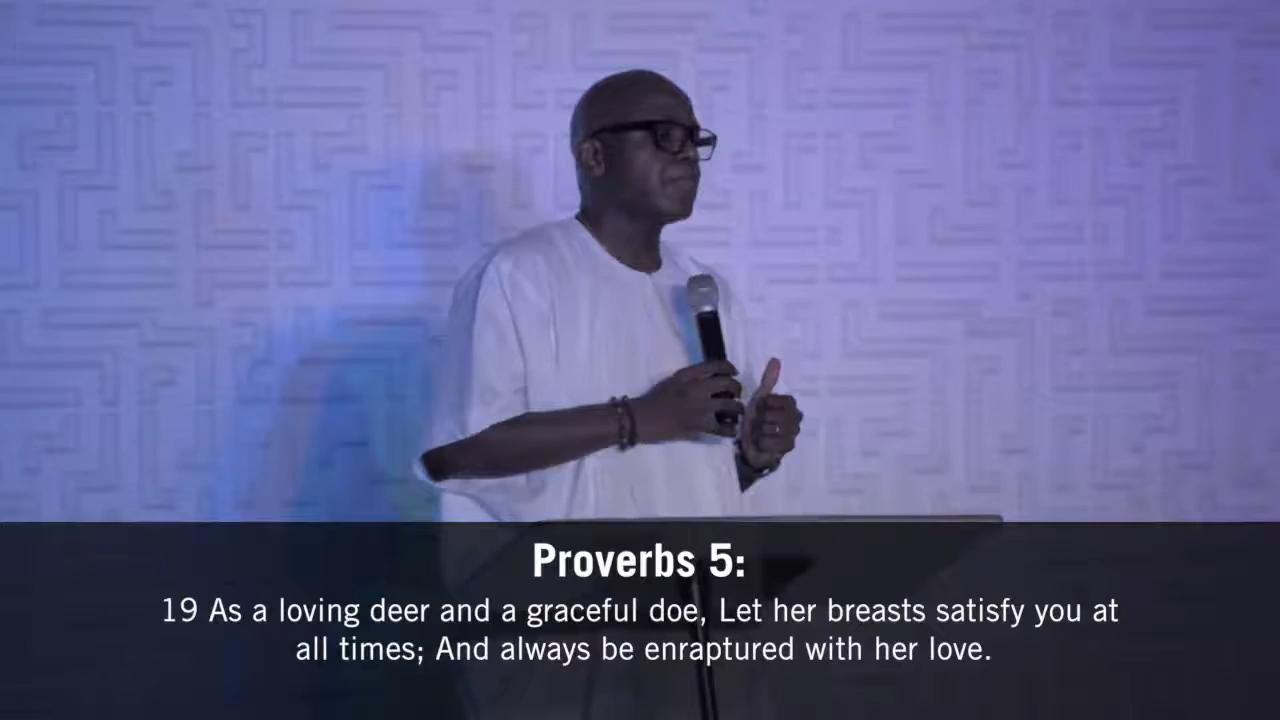 Proverbs 5:
19 As a loving deer and a graceful doe, Let her breasts satisfy you at
all times; And always be enraptured with her love.